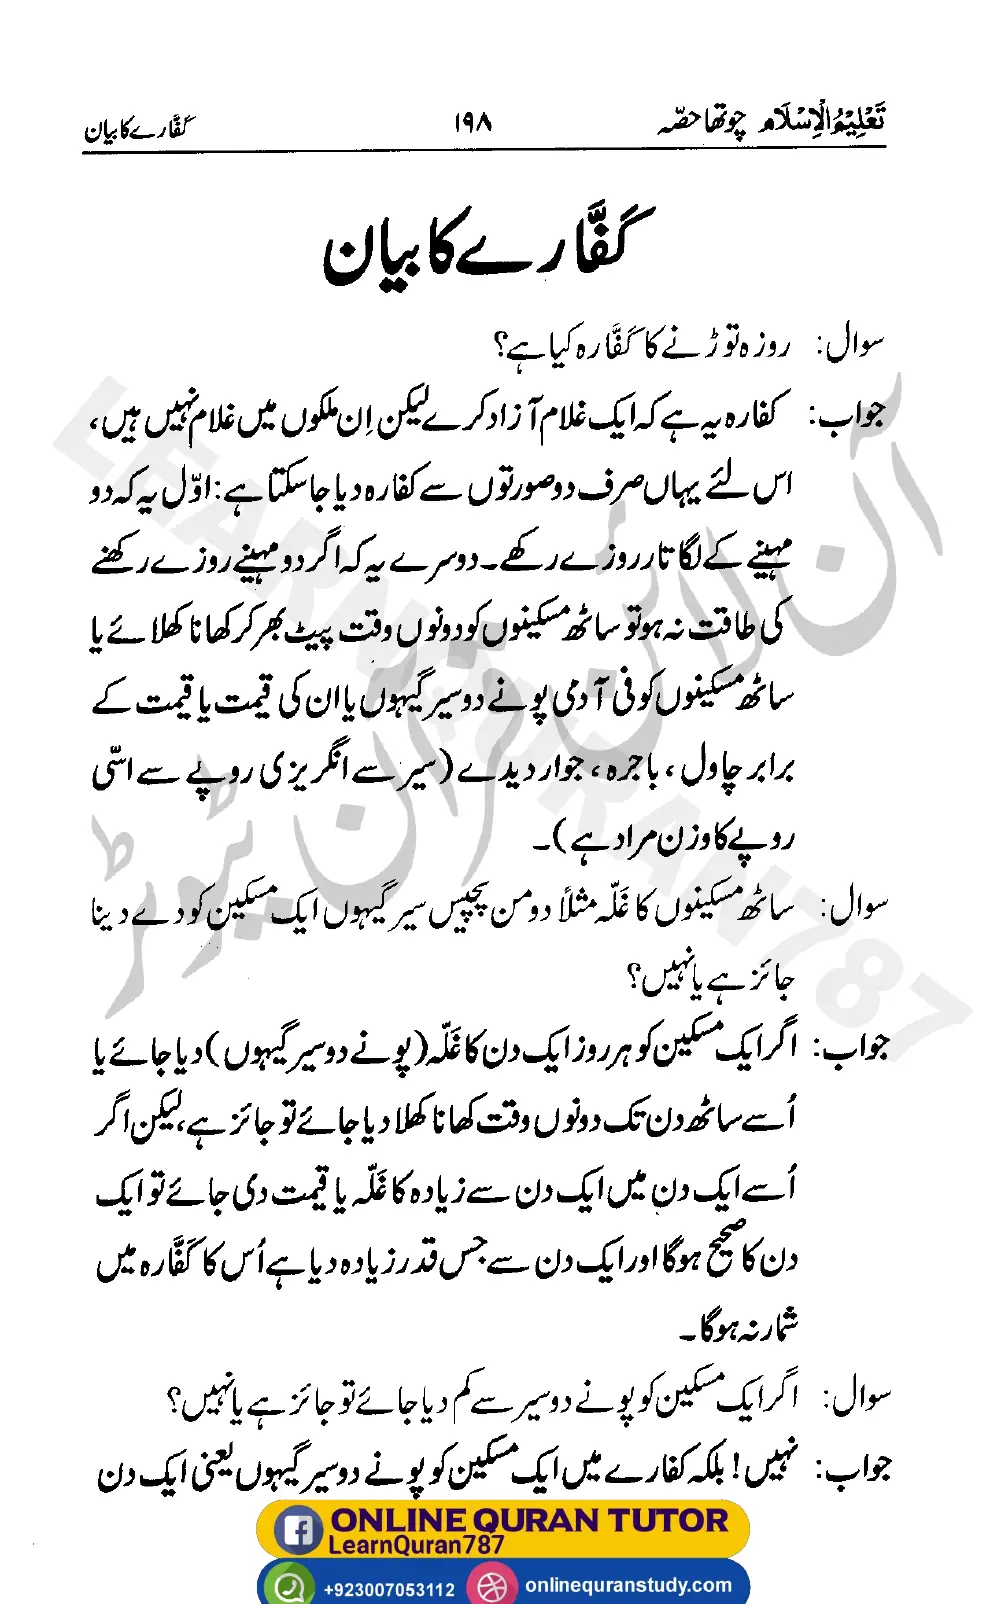 تَعْلِیْمُ الْاِسْلَام چوتھا حصّہ ۱۹۸ کفّارے کا بیان
کَفَّارے کا بیان
سوال: روزہ توڑنے کا کَفَّارہ کیا ہے؟
جواب: کفارہ یہ ہے کہ ایک غلام آزاد کرے لیکن اِن ملکوں میں غلام نہیں ہیں،
اس لئے یہاں صرف دو صورتوں سے کفارہ دیا جا سکتا ہے: اوّل یہ کہ دو
مہینے کے لگاتار روزے رکھے۔ دوسرے یہ کہ اگر دو مہینے روزے رکھنے
کی طاقت نہ ہو تو ساٹھ مسکینوں کو دونوں وقت پیٹ بھر کر کھانا کھلائے یا
ساٹھ مسکینوں کو فی آدمی پونے دو سیر گیہوں یا ان کی قیمت یا قیمت کے
برابر چاول، باجرہ، جوار دیدے (سیر سے انگریزی روپے سے اسّی
روپے کا وزن مراد ہے)۔
سوال: ساٹھ مسکینوں کا غَلّہ مثلاً دو من پچیس سیر گیہوں ایک مسکین کو دے دینا
جائز ہے یا نہیں؟
جواب: اگر ایک مسکین کو ہر روز ایک دن کا غَلّہ (پونے دو سیر گیہوں) دیا جائے یا
اُسے ساٹھ دن تک دونوں وقت کھانا کھلا دیا جائے تو جائز ہے، لیکن اگر
اُسے ایک دن میں ایک دن سے زیادہ کا غَلّہ یا قیمت دی جائے تو ایک
دن کا صحیح ہوگا اور ایک دن سے جس قدر زیادہ دیا ہے اُس کا کَفَّارہ میں
شمار نہ ہوگا۔
سوال: اگر ایک مسکین کو پونے دو سیر سے کم دیا جائے تو جائز ہے یا نہیں؟
جواب: نہیں! بلکہ کفارے میں ایک مسکین کو پونے دو سیر گیہوں یعنی ایک دن
آن لائن قرآن ٹیوٹر
LEARNQURAN787
ONLINE QURAN TUTOR
LearnQuran787
+923007053112 onlinequranstudy.com